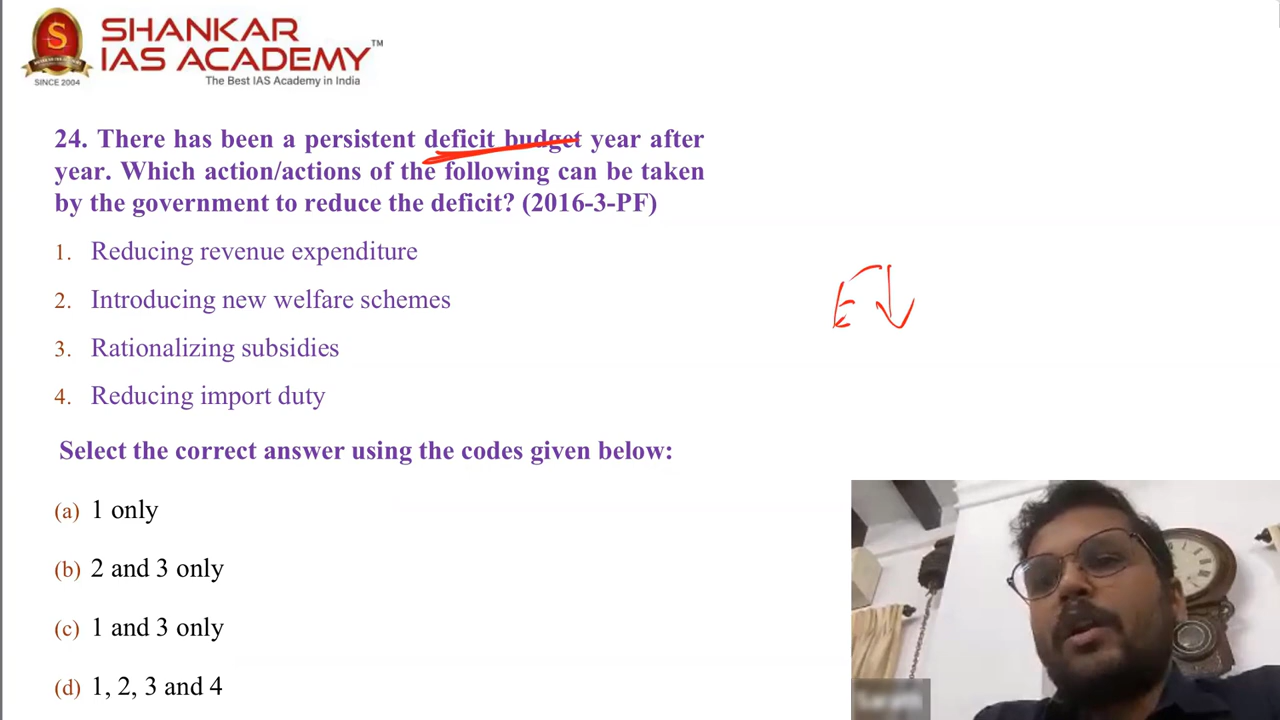 SHANKAR
IAS ACADEMY™
The Best IAS Academy in India
SINCE 2004
24. There has been a persistent deficit budget year after
year. Which action/actions of the following can be taken
by the government to reduce the deficit? (2016-3-PF)
1. Reducing revenue expenditure
2. Introducing new welfare schemes
3. Rationalizing subsidies
4. Reducing import duty
E↓
Select the correct answer using the codes given below:
(a) 1 only
(b) 2 and 3 only
(c) 1 and 3 only
(d) 1, 2, 3 and 4